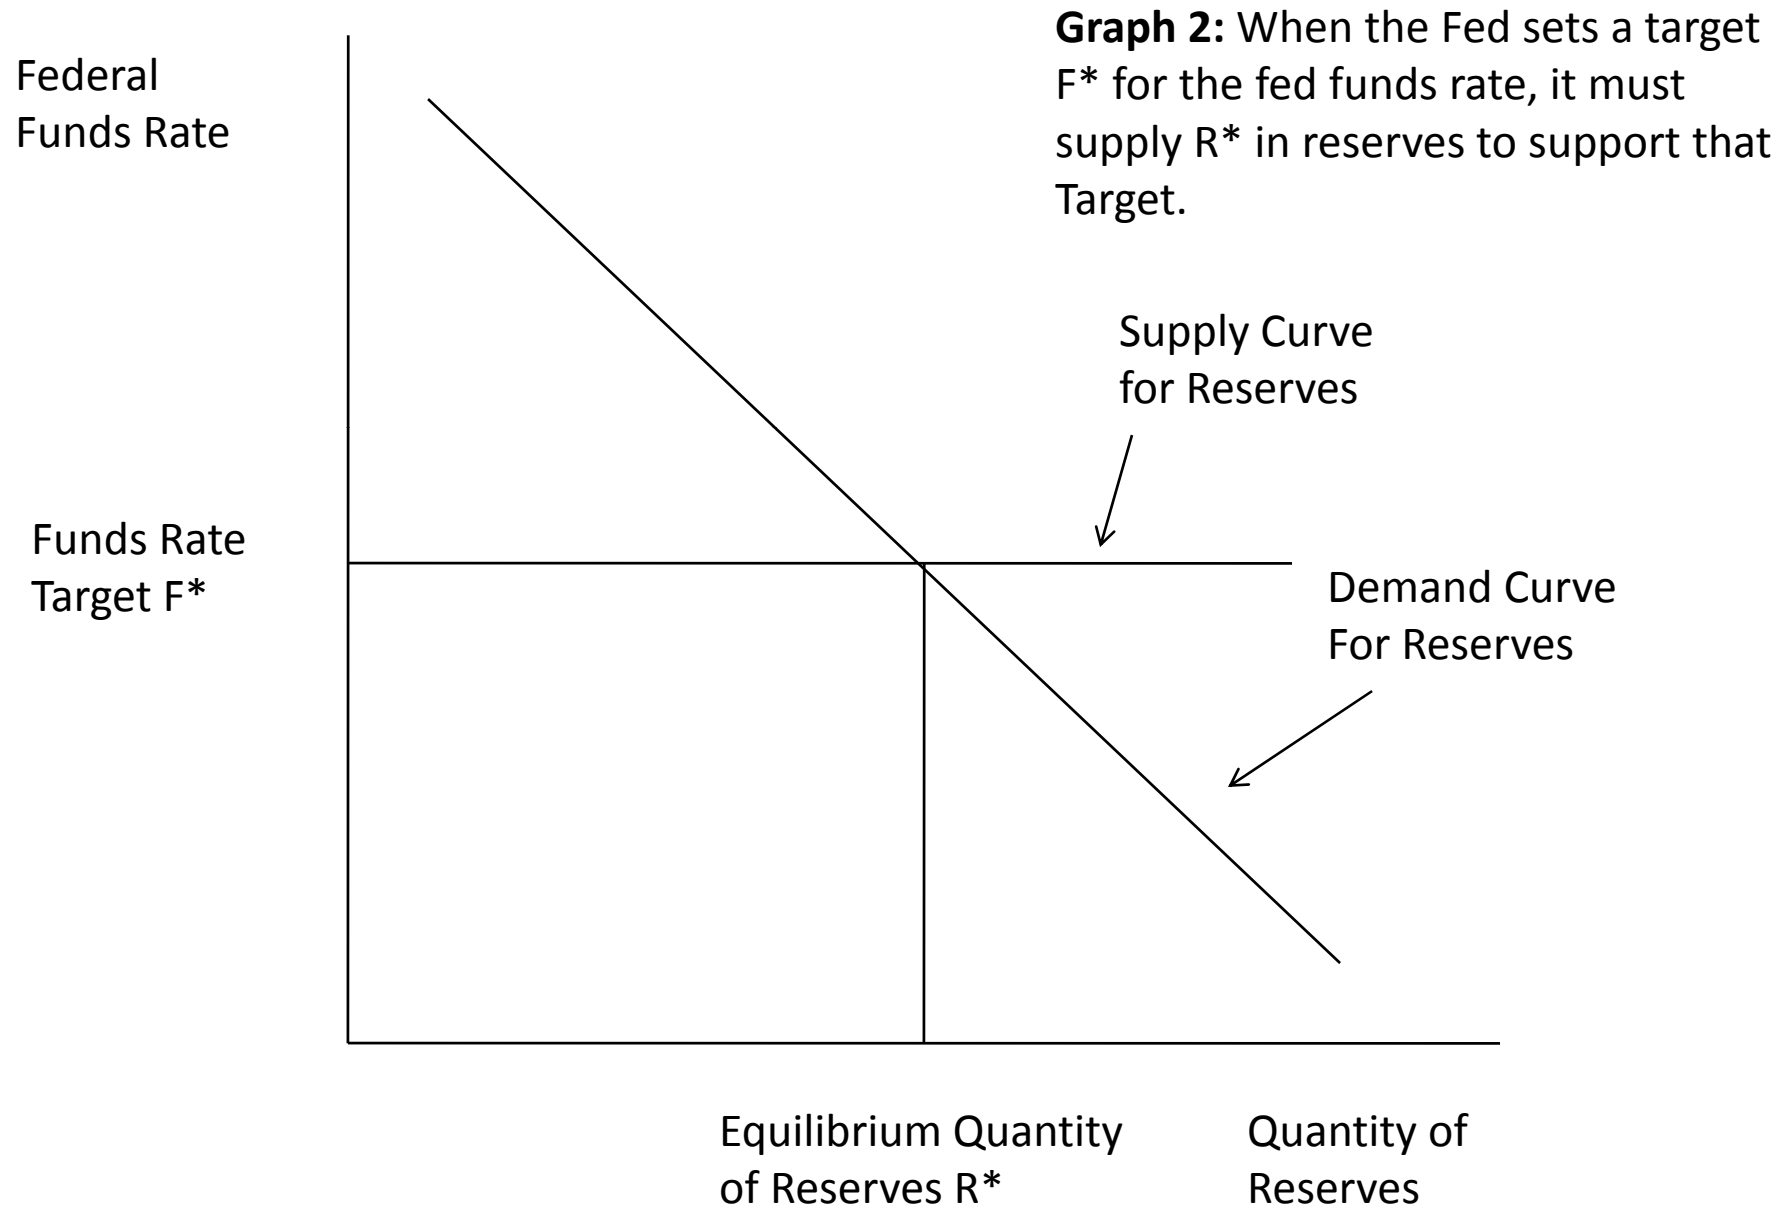 Graph 2: When the Fed sets a target
F* for the fed funds rate, it must
supply R* in reserves to support that
Target.
Federal
Funds Rate
Supply Curve
for Reserves
Funds Rate
Target F*
Demand Curve
For Reserves
Equilibrium Quantity
of Reserves R*
Quantity of
Reserves